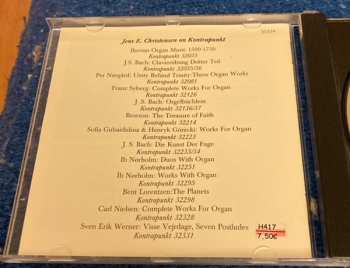 Jens E. Christensen on Kontrapunkt
Iberian Organ Music 1500-1750
Kontrapunkt 32053
J.S. Bach: Clavierübung Dritter Teil
Kontrapunkt 32035/36
Per Nørgård: Unity Behind Trinity: Three Organ Works
Kontrapunkt 32081
Franz Syberg: Complete Works For Organ
Kontrapunkt 32126
J. S. Bach: Orgelbüchlein
Kontrapunkt 32136/37
Brorson: The Treasure of Faith
Kontrapunkt 32214
Sofia Gubaidulina & Henryk Górecki: Works For Organ
Kontrapunkt 32223
J. S. Bach: Die Kunst Der Fuge
Kontrapunkt 32233/34
Ib Nørholm: Duos With Organ
Kontrapunkt 32251
Ib Nørholm: Works With Organ
Kontrapunkt 32295
Bent Lorentzen: The Planets
Kontrapunkt 32298
Carl Nielsen: Complete Works For Organ
Kontrapunkt 32328
Sven Erik Werner: Visse Vejrdage, Seven Postludes
Kontrapunkt 32331
H417
7,50€